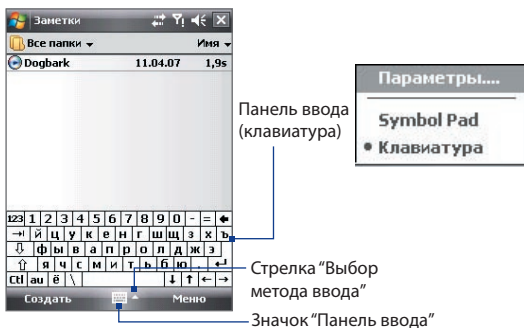 Заметки
Все папки Имя
Dogbark 11.04.07 1,9s
123 1 2 3 4 5 6 7 8 9 0 - =
й ц у к е н г ш щ з х ъ
ф ы в а п р о л д ж э
я ч с м и т ь б ю .
Ctl au ё \
Создать Меню
Панель ввода
(клавиатура)
Стрелка “Выбор
метода ввода”
Значок “Панель ввода”
Параметры....
Symbol Pad
Клавиатура